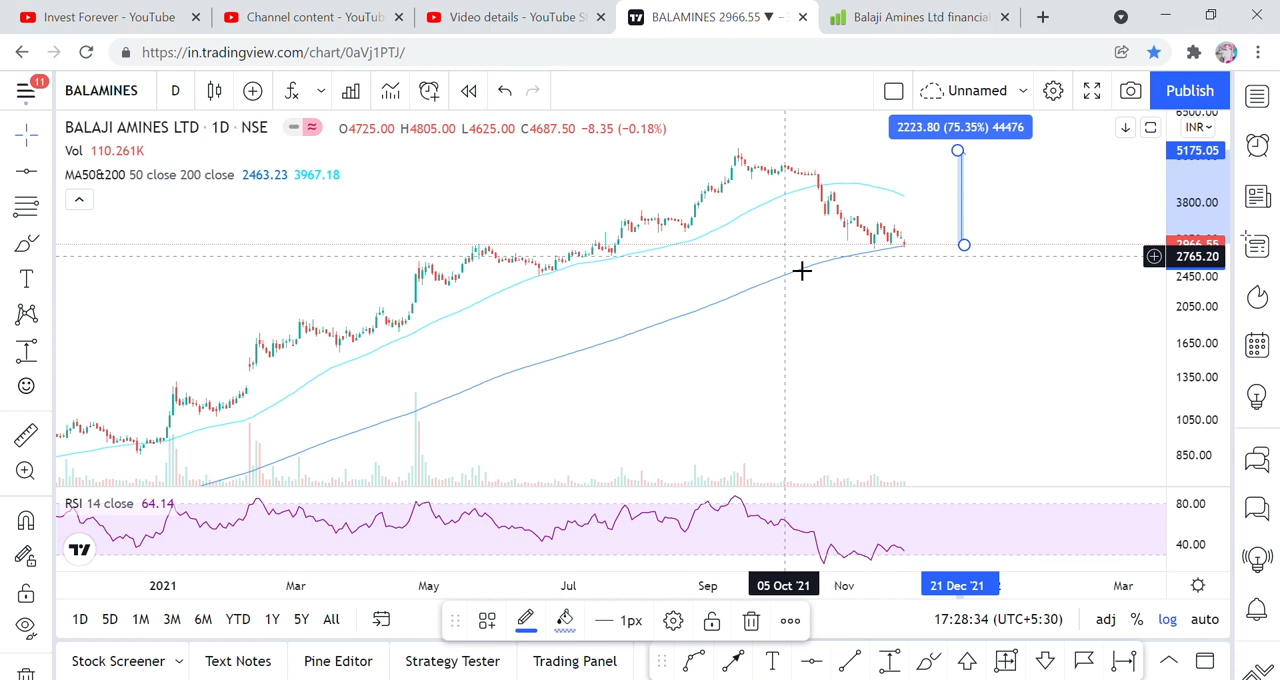 Invest Forever - YouTube
Channel content - YouTub
Video details - YouTube S
BALAMINES 2966.55 ▼ −
Balaji Amines Ltd financial
https://in.tradingview.com/chart/0aVj1PTJ/
11
BALAMINES D
Unnamed
Publish
BALAJI AMINES LTD · 1D · NSE
O4725.00 H4805.00 L4625.00 C4687.50 −8.35 (−0.18%)
2223.80 (75.35%) 44476
INR
Vol 110.261K
MA50&200 50 close 200 close 2463.23 3967.18
6500.00
5175.05
3800.00
2966.55
2765.20
2450.00
2050.00
1650.00
1350.00
1050.00
850.00
RSI 14 close 64.14
80.00
40.00
2021 Mar May Jul Sep 05 Oct '21 Nov 21 Dec '21 Mar
1D 5D 1M 3M 6M YTD 1Y 5Y All
1px
17:28:34 (UTC+5:30)
adj % log auto
Stock Screener Text Notes Pine Editor Strategy Tester Trading Panel